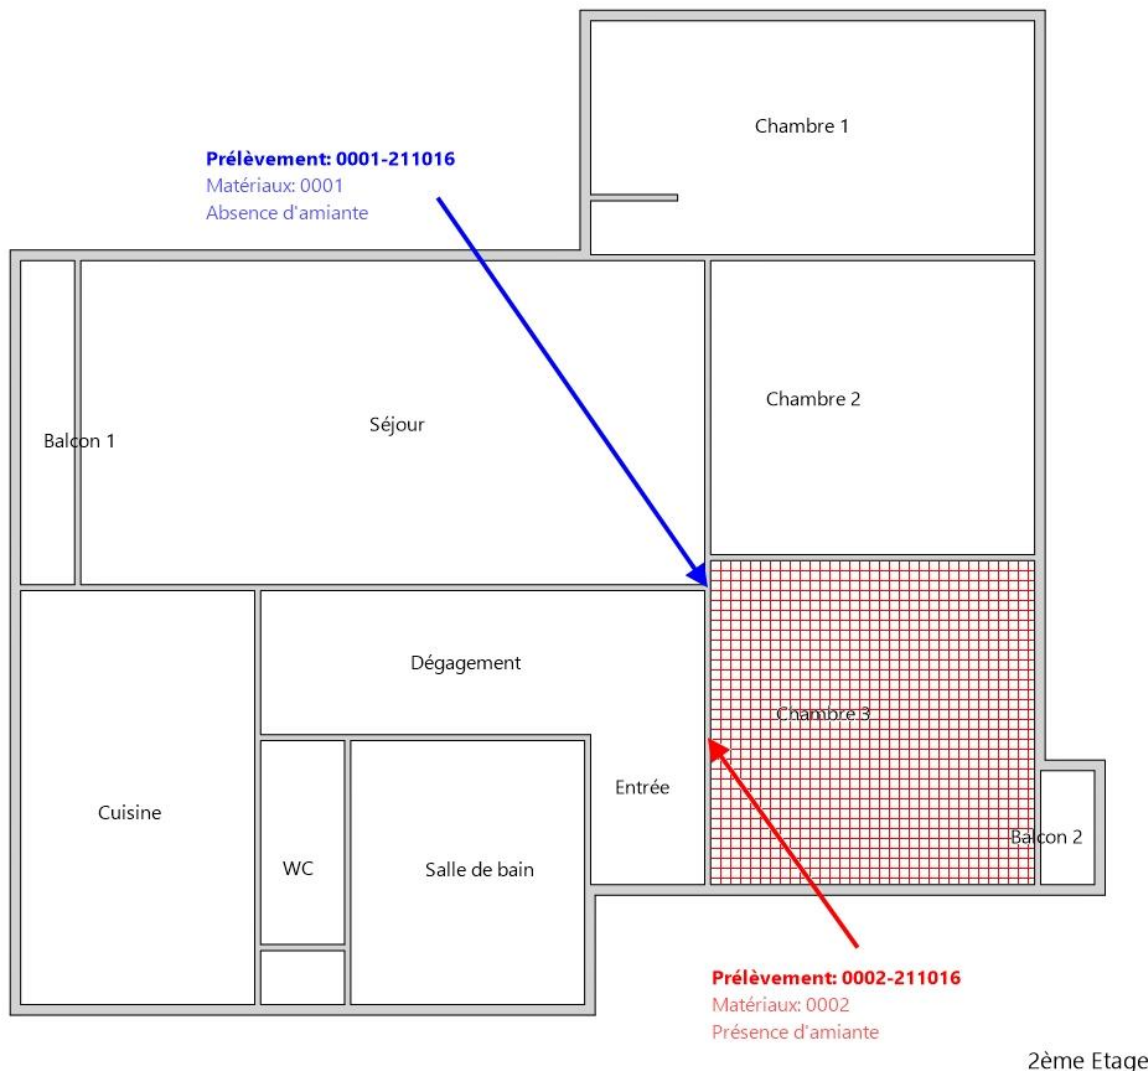 Chambre 1
Prélèvement: 0001-211016
Matériaux: 0001
Absence d'amiante
Chambre 2
Séjour
Balcon 1
Dégagement
Chambre 3
Entrée
Cuisine
Balcon 2
WC
Salle de bain
Prélèvement: 0002-211016
Matériaux: 0002
Présence d'amiante
2ème Etage